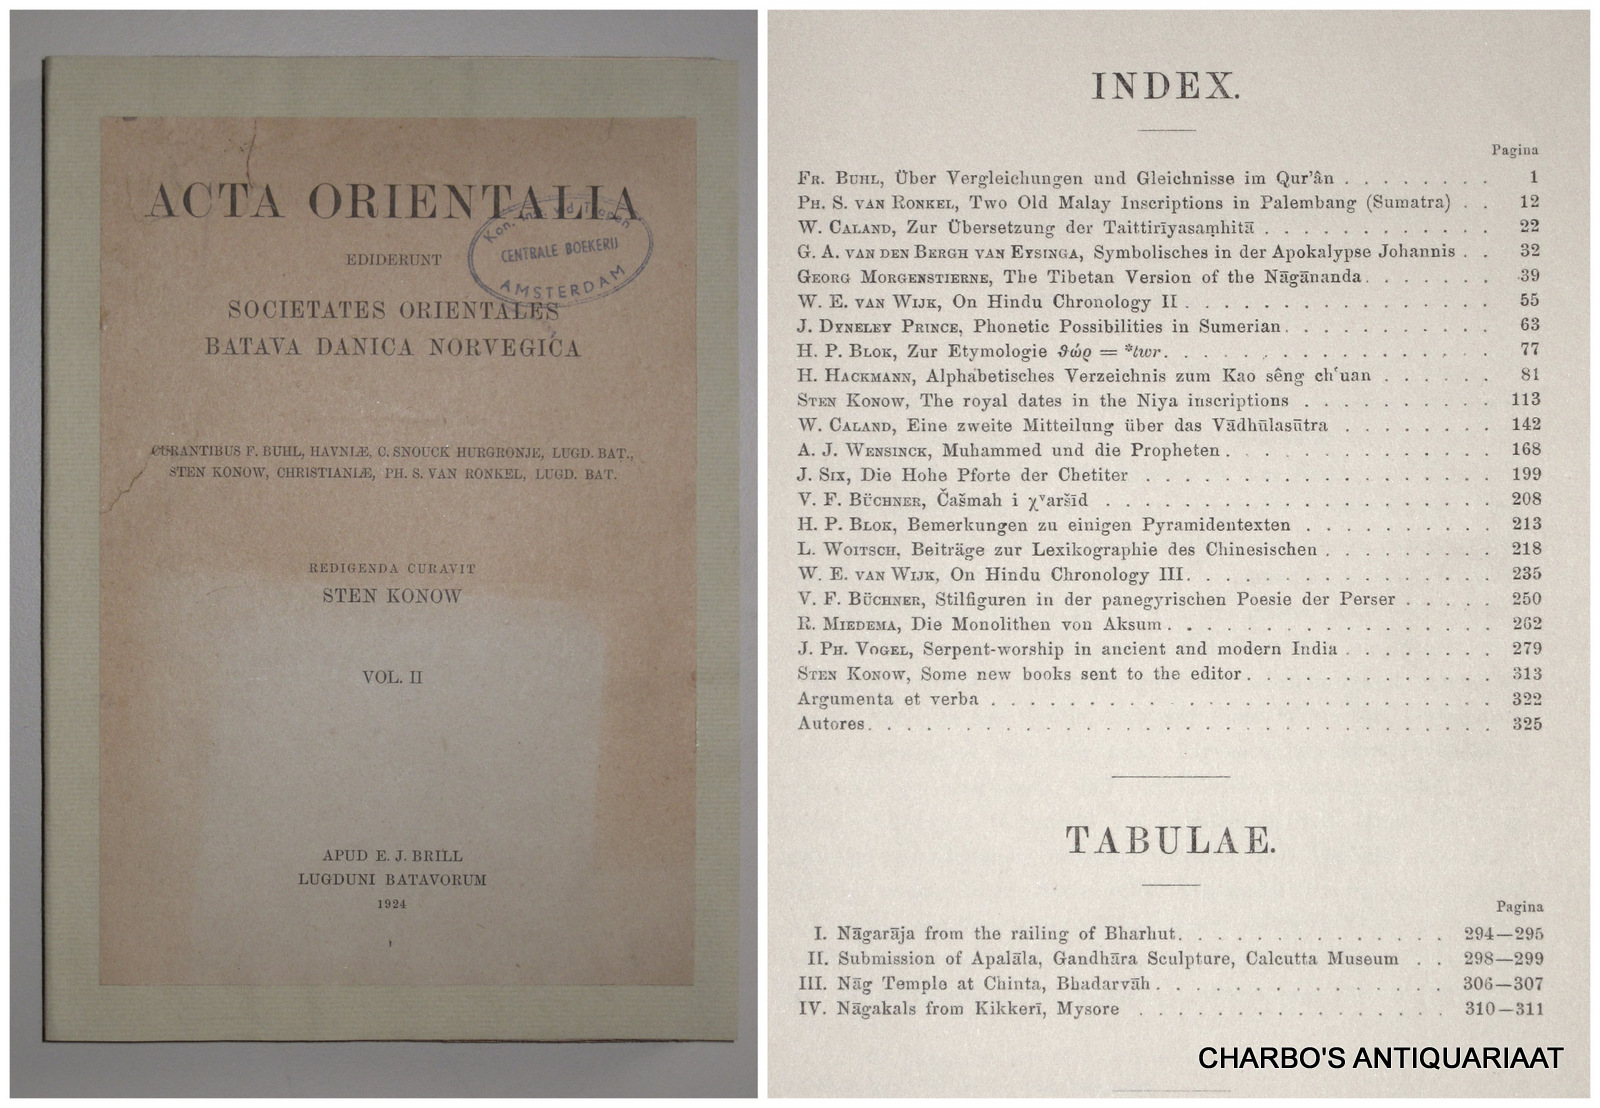 ACTA ORIENTALIA
EDIDERUNT
SOCIETATES ORIENTALES
BATAVA DANICA NORVEGICA
Kon. Inst. v.d. Tropen
CENTRALE BOEKERIJ
AMSTERDAM
CURANTIBUS F. BUHL, HAVNIÆ, C. SNOUCK HURGRONJE, LUGD. BAT.,
STEN KONOW, CHRISTIANIÆ, PH. S. VAN RONKEL, LUGD. BAT.
REDIGENDA CURAVIT
STEN KONOW
VOL. II
APUD E. J. BRILL
LUGDUNI BATAVORUM
1924
INDEX.
Pagina
FR. BUHL, Über Vergleichungen und Gleichnisse im Qur'ân . . . . . . . . 1
PH. S. VAN RONKEL, Two Old Malay Inscriptions in Palembang (Sumatra) . . 12
W. CALAND, Zur Übersetzung der Taittirīyasaṃhitā . . . . . . . . . . . . 22
G. A. VAN DEN BERGH VAN EYSINGA, Symbolisches in der Apokalypse Johannis . . 32
GEORG MORGENSTIERNE, The Tibetan Version of the Nāgānanda . . . . . . . 39
W. E. VAN WIJK, On Hindu Chronology II . . . . . . . . . . . . . . . . 55
J. DYNELEY PRINCE, Phonetic Possibilities in Sumerian . . . . . . . . . . . 63
H. P. BLOK, Zur Etymologie ϑώρ = *twr . . . . . . . . . . . . . . . . . 77
H. HACKMANN, Alphabetisches Verzeichnis zum Kao sêng ch‘uan . . . . . . 81
STEN KONOW, The royal dates in the Niya inscriptions . . . . . . . . . . 113
W. CALAND, Eine zweite Mitteilung über das Vādhūlasūtra . . . . . . . . 142
A. J. WENSINCK, Muhammed und die Propheten . . . . . . . . . . . . . . 168
J. SIX, Die Hohe Pforte der Chetiter . . . . . . . . . . . . . . . . . . 199
V. F. BÜCHNER, Čašmah i χᵛaršīd . . . . . . . . . . . . . . . . . . . . 208
H. P. BLOK, Bemerkungen zu einigen Pyramidentexten . . . . . . . . . . 213
L. WOITSCH, Beiträge zur Lexikographie des Chinesischen . . . . . . . . . 218
W. E. VAN WIJK, On Hindu Chronology III . . . . . . . . . . . . . . . . 235
V. F. BÜCHNER, Stilfiguren in der panegyrischen Poesie der Perser . . . . . 250
R. MIEDEMA, Die Monolithen von Aksum . . . . . . . . . . . . . . . . . 262
J. PH. VOGEL, Serpent-worship in ancient and modern India . . . . . . . . 279
STEN KONOW, Some new books sent to the editor . . . . . . . . . . . . . 313
Argumenta et verba . . . . . . . . . . . . . . . . . . . . . . . . . . 322
Autores . . . . . . . . . . . . . . . . . . . . . . . . . . . . . . . . 325
TABULAE.
Pagina
I. Nāgarāja from the railing of Bharhut . . . . . . . . . . . . . . 294—295
II. Submission of Apalāla, Gandhāra Sculpture, Calcutta Museum . . 298—299
III. Nāg Temple at Chinta, Bhadarvāh . . . . . . . . . . . . . . . 306—307
IV. Nāgakals from Kikkerī, Mysore . . . . . . . . . . . . . . . . 310—311
CHARBO'S ANTIQUARIAAT